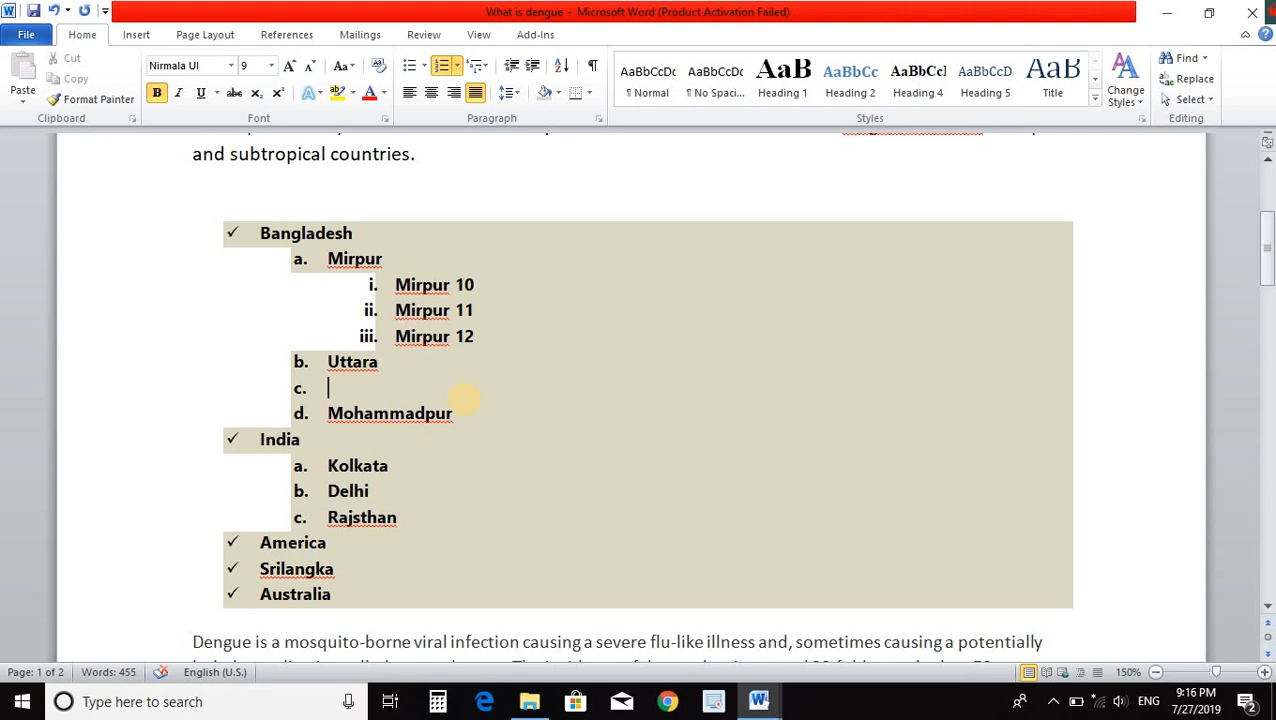 What is dengue - Microsoft Word (Product Activation Failed)
File Home Insert Page Layout References Mailings Review View Add-Ins
Paste
Cut
Copy
Format Painter
Clipboard
Nirmala UI 9
Font
Paragraph
AaBbCcDc AaBbCcDc AaB AaBbCc AaBbCcI AaBbCcDc AaB
¶ Normal ¶ No Spaci... Heading 1 Heading 2 Heading 4 Heading 5 Title
Change Styles
Styles
Find
Replace
Select
Editing
and subtropical countries.
✓ Bangladesh
a. Mirpur
i. Mirpur 10
ii. Mirpur 11
iii. Mirpur 12
b. Uttara
c.
d. Mohammadpur
✓ India
a. Kolkata
b. Delhi
c. Rajsthan
✓ America
✓ Srilangka
✓ Australia
Dengue is a mosquito-borne viral infection causing a severe flu-like illness and, sometimes causing a potentially
Page: 1 of 2 Words: 455 English (U.S.) 150%
Type here to search
ENG
9:16 PM
7/27/2019
2